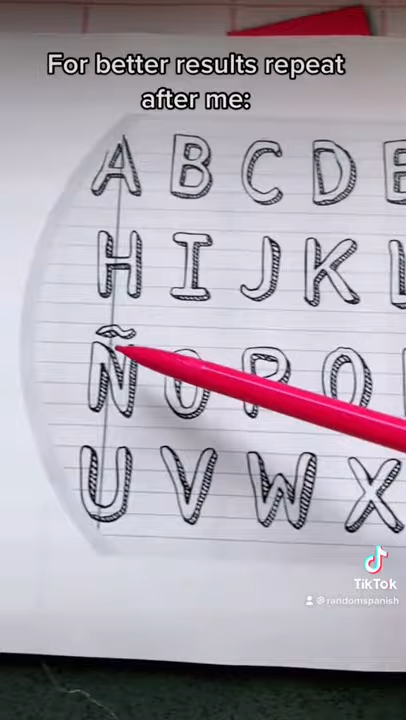 For better results repeat
after me:
A B C D E
H I J K L
Ñ O P Q
U V W X
TikTok
@randomspanish